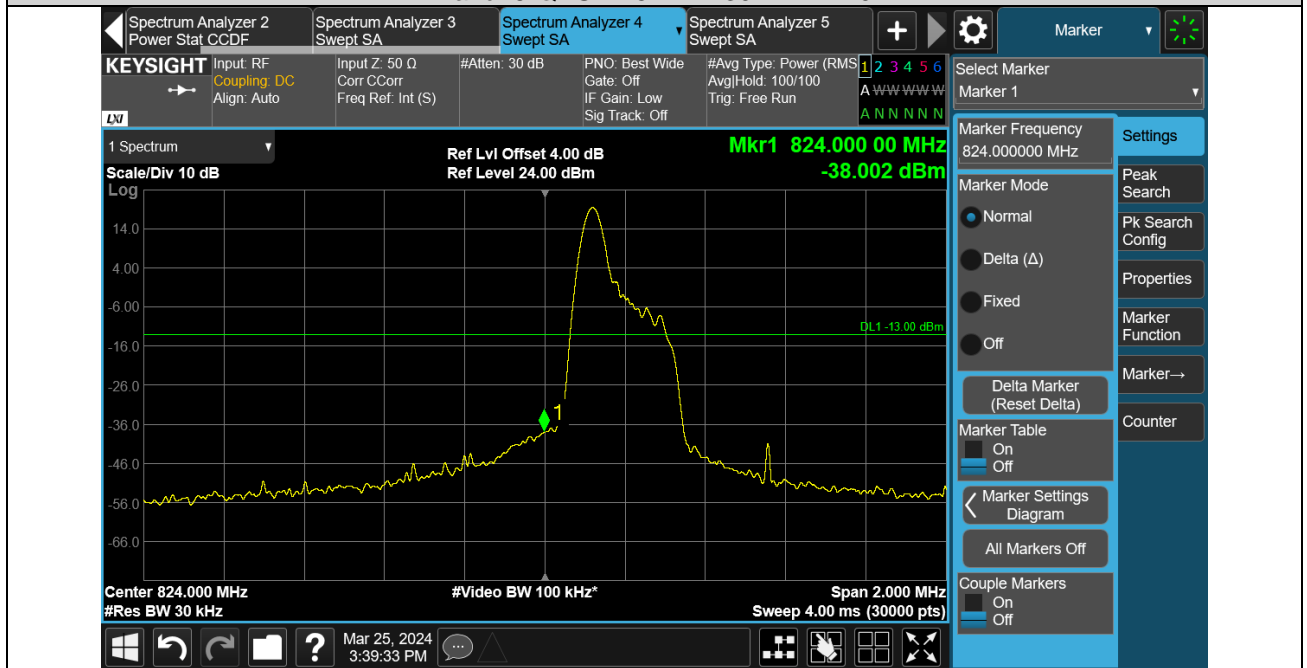 Spectrum Analyzer 2
Power Stat CCDF
Spectrum Analyzer 3
Swept SA
Spectrum Analyzer 4
Swept SA
Spectrum Analyzer 5
Swept SA
+
Marker
KEYSIGHT
LXI
Input: RF
Coupling: DC
Align: Auto
Input Z: 50 Ω
Corr CCorr
Freq Ref: Int (S)
#Atten: 30 dB
PNO: Best Wide
Gate: Off
IF Gain: Low
Sig Track: Off
#Avg Type: Power (RMS
Avg|Hold: 100/100
Trig: Free Run
1 2 3 4 5 6
A W W W W W
A N N N N N
Select Marker
Marker 1
1 Spectrum
Scale/Div 10 dB
Log
Ref Lvl Offset 4.00 dB
Ref Level 24.00 dBm
Mkr1 824.000 00 MHz
-38.002 dBm
14.0
4.00
-6.00
-16.0
-26.0
-36.0
-46.0
-56.0
-66.0
DL1 -13.00 dBm
1
Center 824.000 MHz
#Res BW 30 kHz
#Video BW 100 kHz*
Span 2.000 MHz
Sweep 4.00 ms (30000 pts)
Marker Frequency
824.000000 MHz
Marker Mode
Normal
Delta (Δ)
Fixed
Off
Delta Marker
(Reset Delta)
Marker Table
On
Off
Marker Settings
Diagram
All Markers Off
Couple Markers
On
Off
Settings
Peak
Search
Pk Search
Config
Properties
Marker
Function
Marker→
Counter
?
Mar 25, 2024
3:39:33 PM